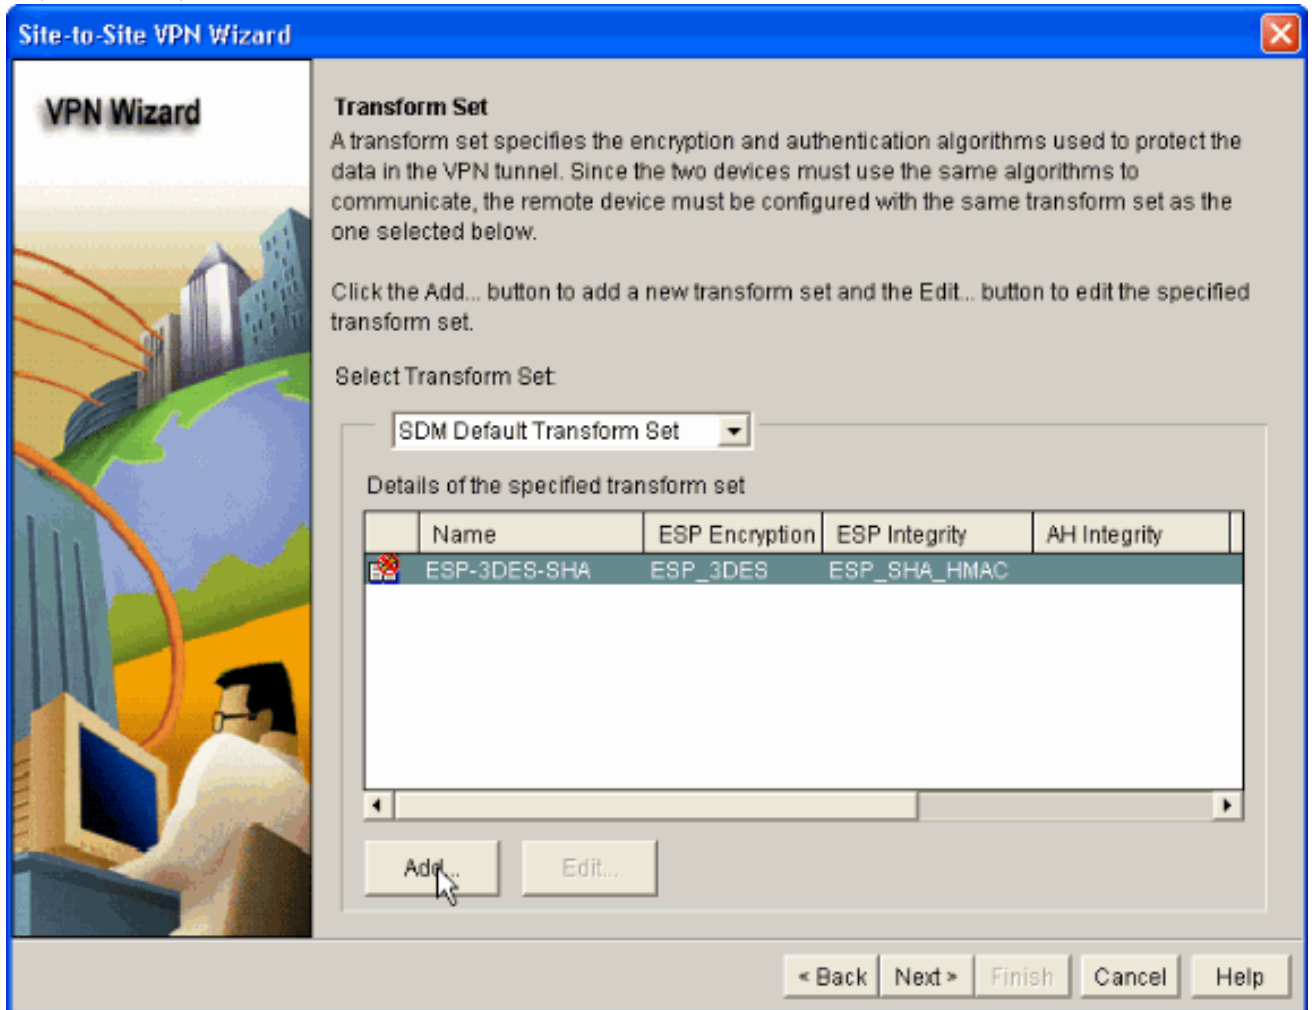 Site-to-Site VPN Wizard
VPN Wizard
Transform Set
A transform set specifies the encryption and authentication algorithms used to protect the
data in the VPN tunnel. Since the two devices must use the same algorithms to
communicate, the remote device must be configured with the same transform set as the
one selected below.
Click the Add... button to add a new transform set and the Edit... button to edit the specified
transform set.
Select Transform Set:
SDM Default Transform Set
Details of the specified transform set
Name ESP Encryption ESP Integrity AH Integrity
ESP-3DES-SHA ESP_3DES ESP_SHA_HMAC
Add... Edit...
< Back Next > Finish Cancel Help